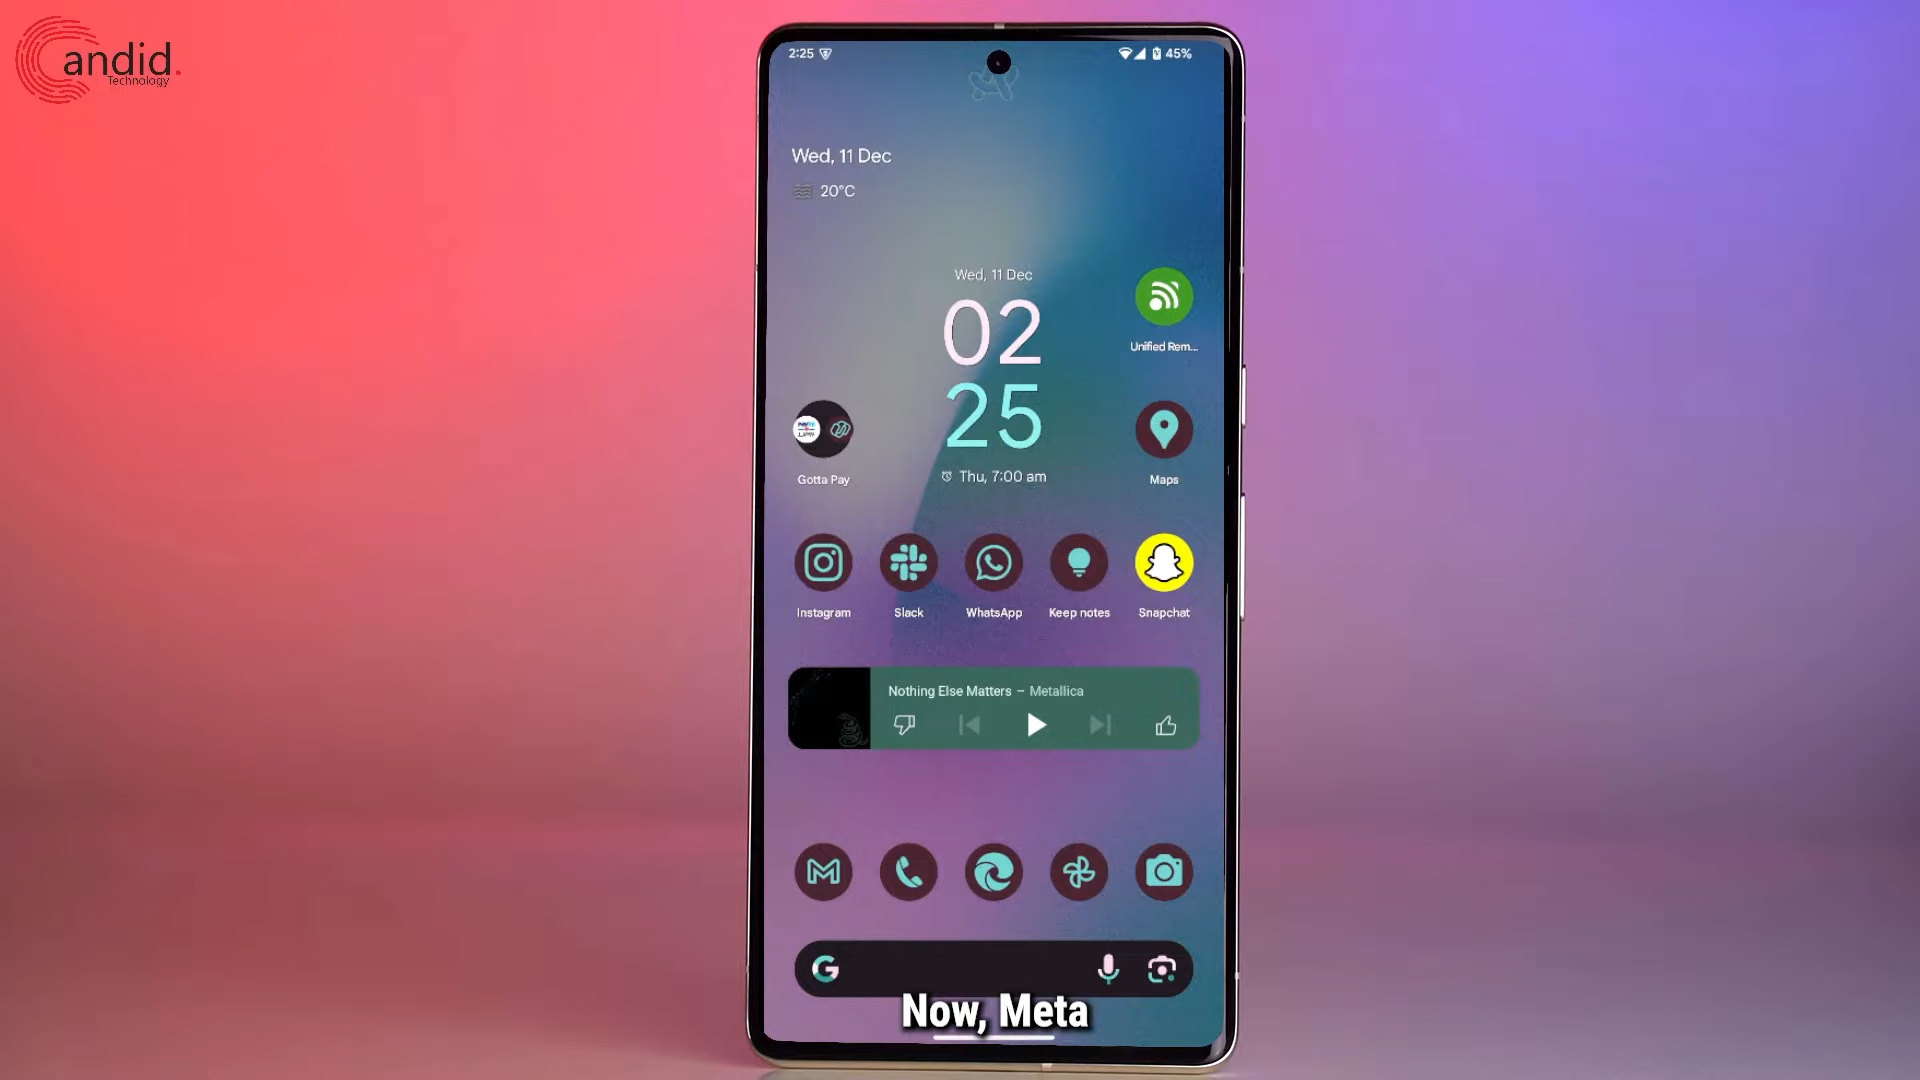 andid.
Technology
2:25
45%
Wed, 11 Dec
20°C
Wed, 11 Dec
02
25
Thu, 7:00 am
Unified Rem...
Gotta Pay
Maps
Instagram
Slack
WhatsApp
Keep notes
Snapchat
Nothing Else Matters – Metallica
Now, Meta